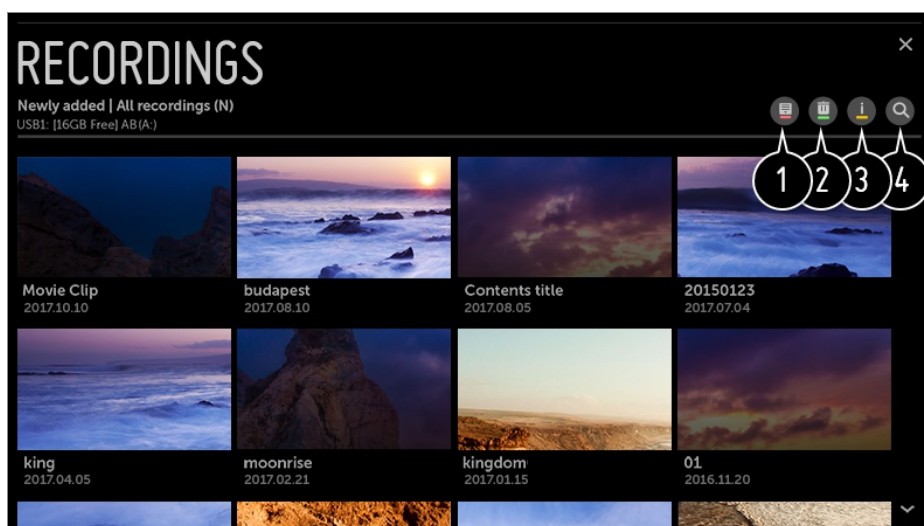 RECORDINGS
Newly added | All recordings (N)
USB1: [16GB Free] AB(A:)
1 2 3 4
Movie Clip budapest Contents title 20150123
2017.10.10 2017.08.10 2017.08.05 2017.07.04
king moonrise kingdom 01
2017.04.05 2017.02.21 2017.01.15 2016.11.20